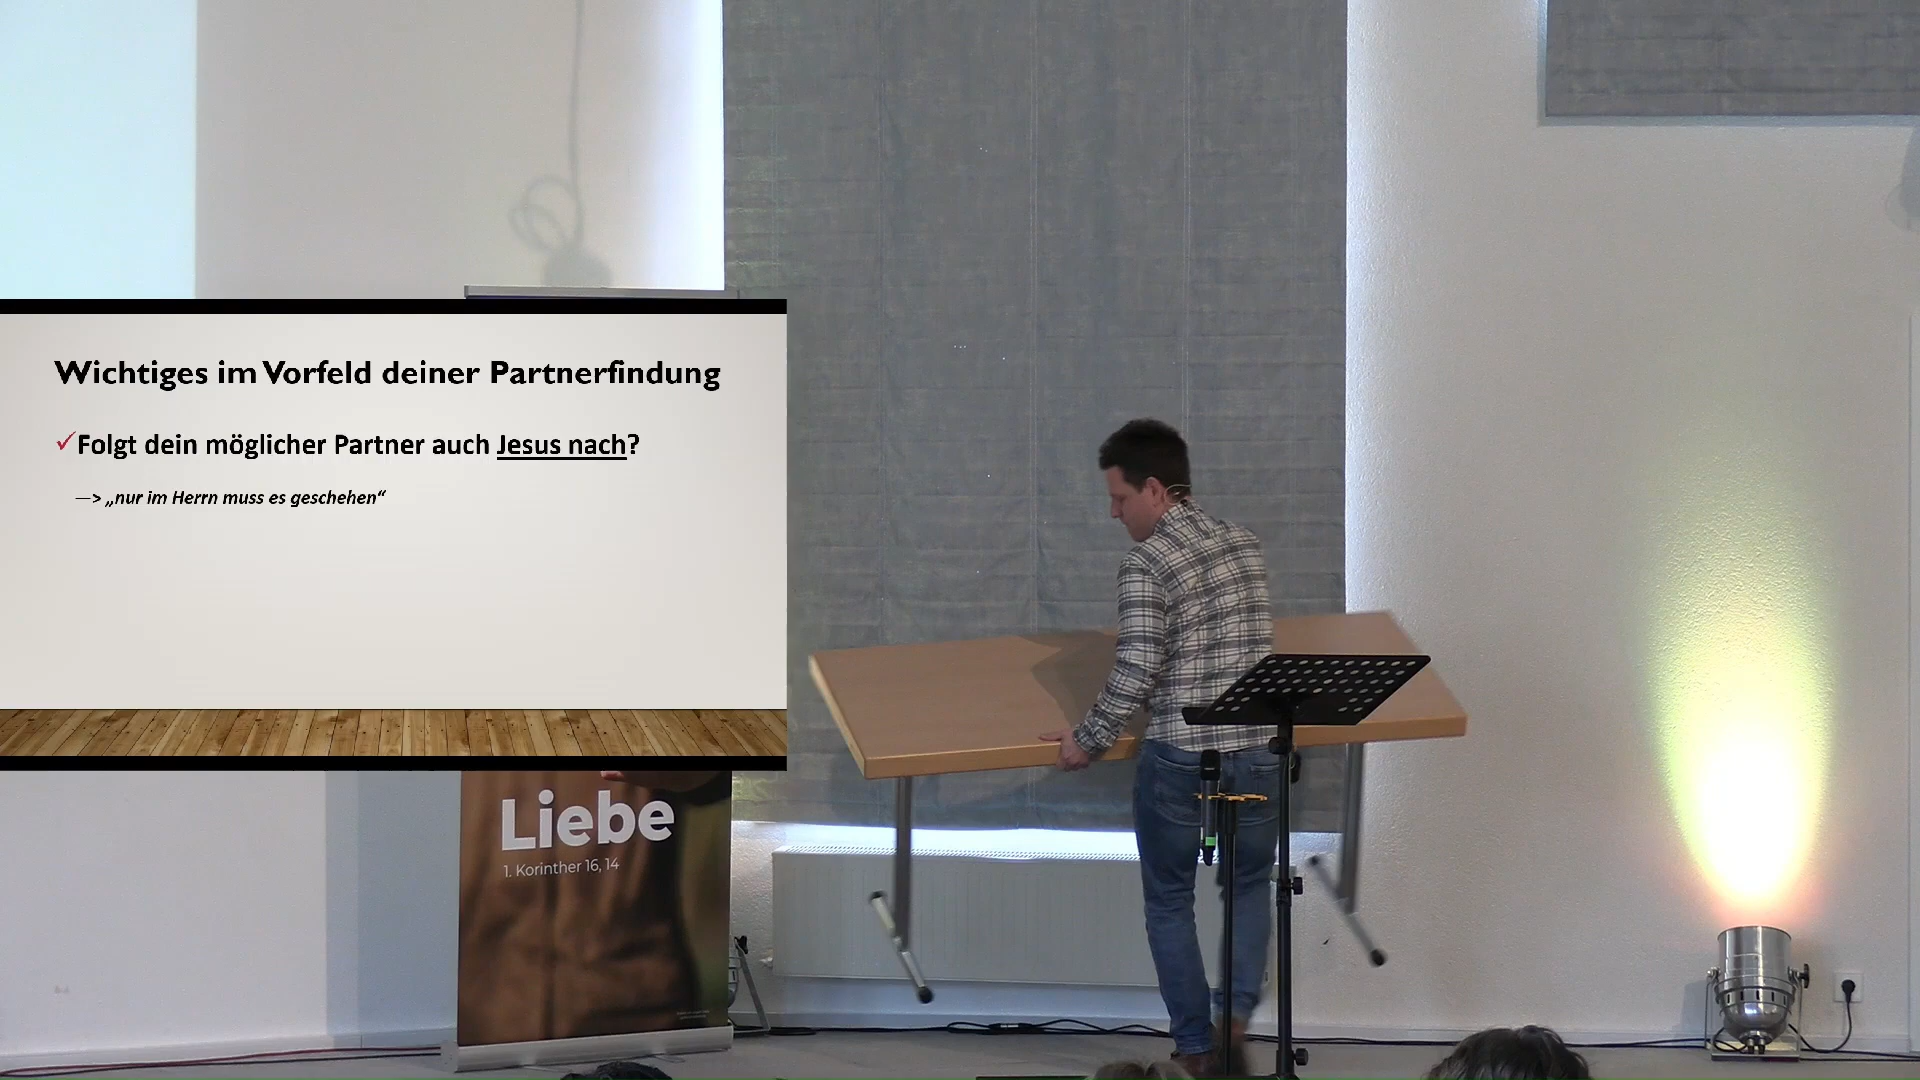 Wichtiges im Vorfeld deiner Partnerfindung
✓Folgt dein möglicher Partner auch Jesus nach?
—> „nur im Herrn muss es geschehen“
Liebe
1. Korinther 16, 14